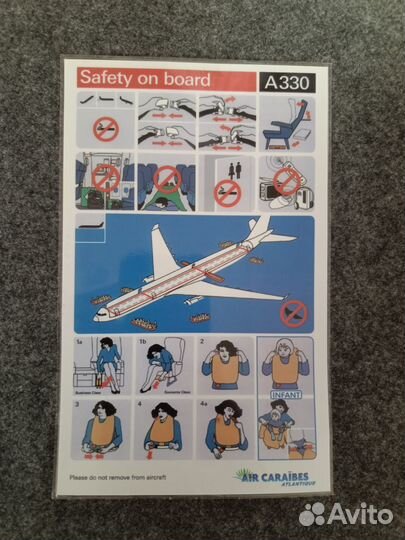 Safety on board
A330
1a
1b
2
Business Class
Economy Class
INFANT
3
4
4a
Please do not remove from aircraft
AIR CARAÏBES
ATLANTIQUE
Avito